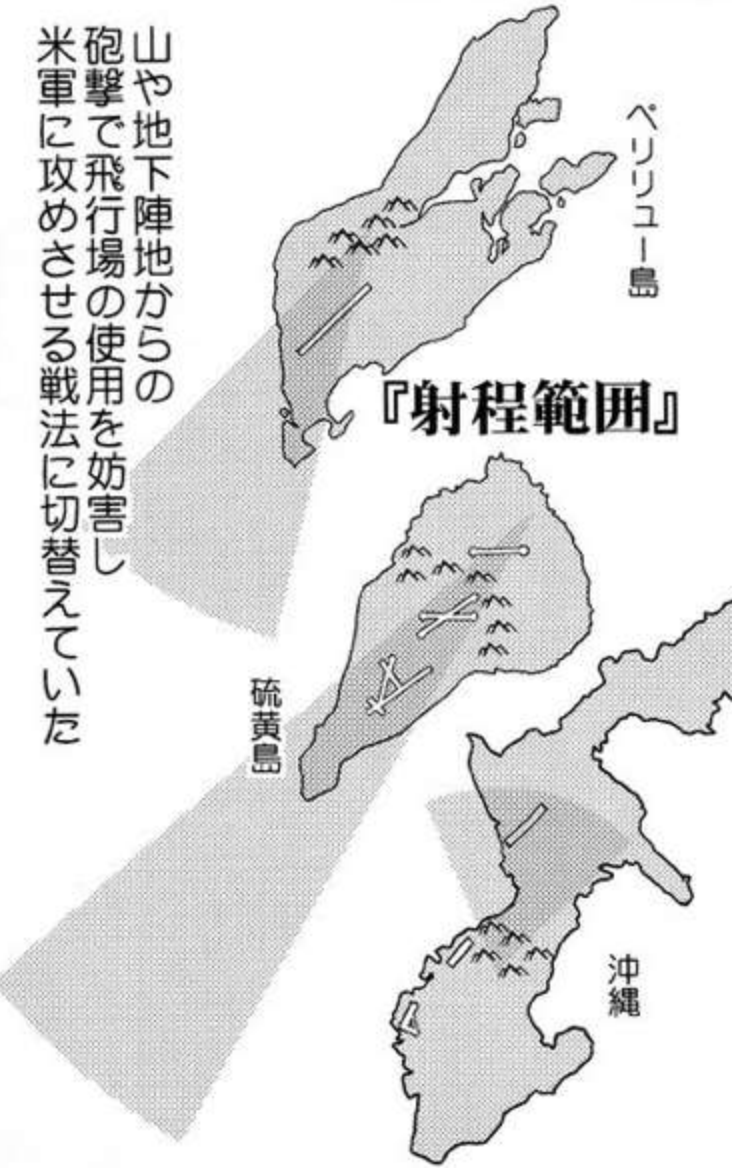 ペリリュー島
『射程範囲』
山や地下陣地からの
砲撃で飛行場の使用を妨害し
米軍に攻めさせる戦法に切替えていた
硫黄島
沖縄